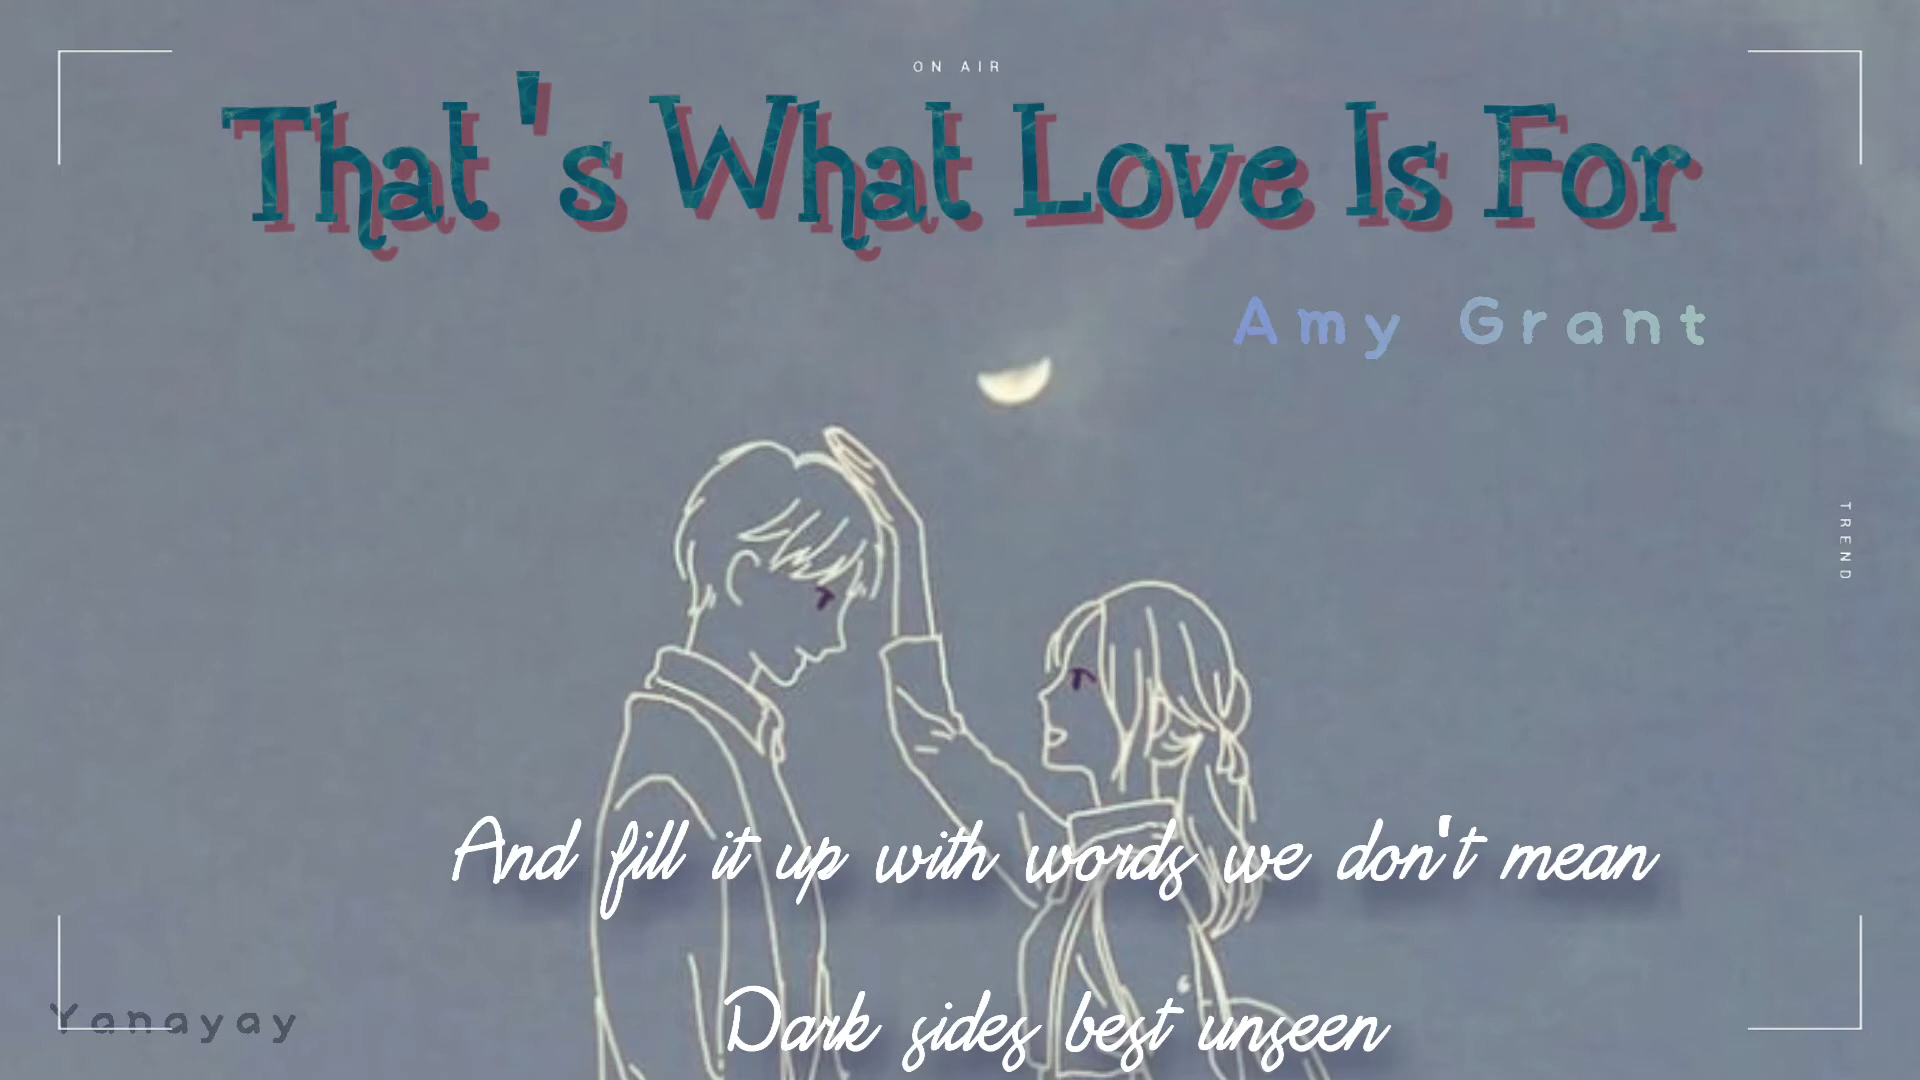 ON AIR
That's What Love Is For
Amy Grant
TREND
And fill it up with words we don't mean
Dark sides best unseen
Yanayay